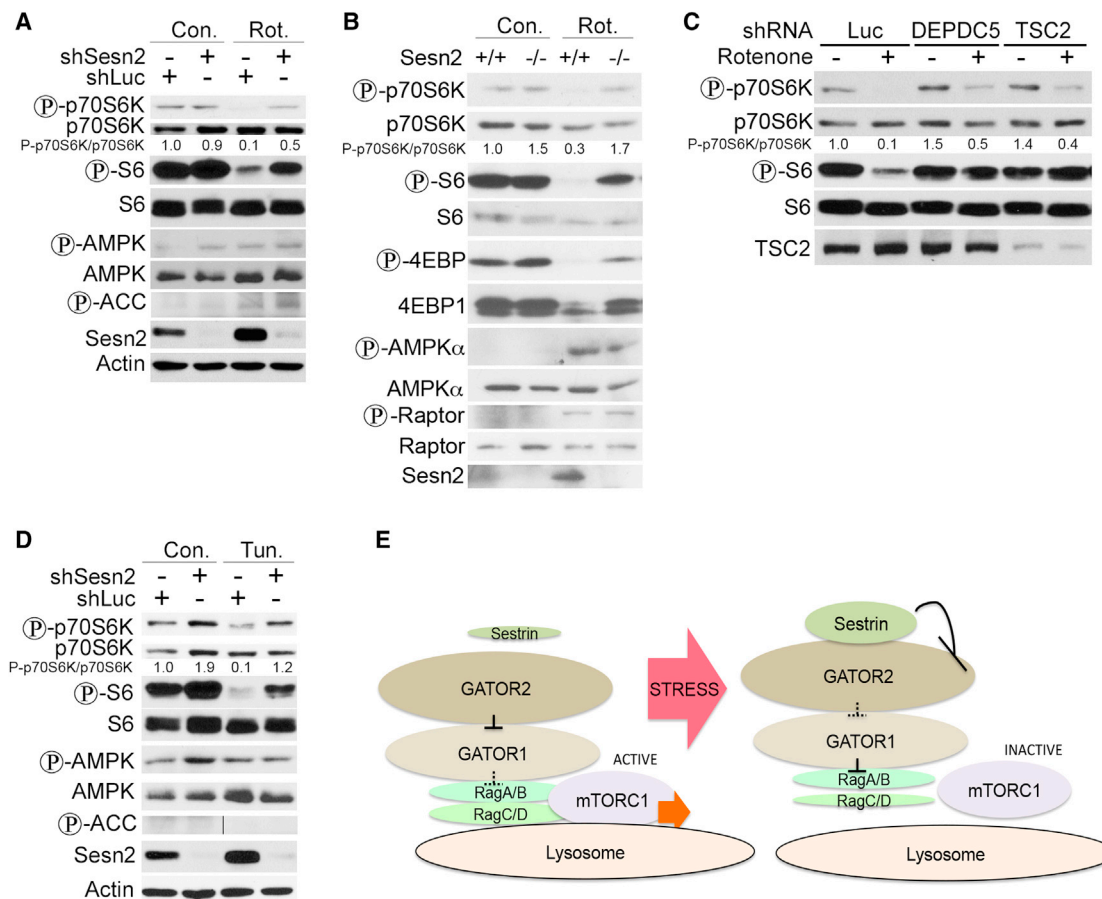 A
Con. Rot.
shSesn2 - + - +
shLuc + - + -
Ⓟ-p70S6K
p70S6K
P-p70S6K/p70S6K 1.0 0.9 0.1 0.5
Ⓟ-S6
S6
Ⓟ-AMPK
AMPK
Ⓟ-ACC
Sesn2
Actin
B
Con. Rot.
Sesn2 +/+ -/- +/+ -/-
Ⓟ-p70S6K
p70S6K
P-p70S6K/p70S6K 1.0 1.5 0.3 1.7
Ⓟ-S6
S6
Ⓟ-4EBP
4EBP1
Ⓟ-AMPKα
AMPKα
Ⓟ-Raptor
Raptor
Sesn2
C
shRNA Luc DEPDC5 TSC2
Rotenone - + - + - +
Ⓟ-p70S6K
p70S6K
P-p70S6K/p70S6K 1.0 0.1 1.5 0.5 1.4 0.4
Ⓟ-S6
S6
TSC2
D
Con. Tun.
shSesn2 - + - +
shLuc + - + -
Ⓟ-p70S6K
p70S6K
P-p70S6K/p70S6K 1.0 1.9 0.1 1.2
Ⓟ-S6
S6
Ⓟ-AMPK
AMPK
Ⓟ-ACC
Sesn2
Actin
E
Sestrin
GATOR2
GATOR1
ACTIVE
RagA/B
mTORC1
RagC/D
Lysosome
STRESS
Sestrin
GATOR2
GATOR1
INACTIVE
RagA/B
mTORC1
RagC/D
Lysosome